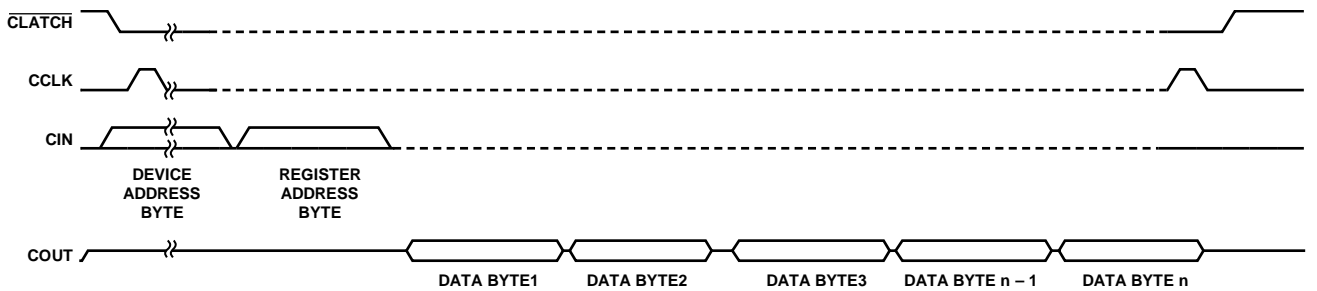 CLATCH
CCLK
CIN
DEVICE
ADDRESS
BYTE
REGISTER
ADDRESS
BYTE
COUT
DATA BYTE1
DATA BYTE2
DATA BYTE3
DATA BYTE n – 1
DATA BYTE n